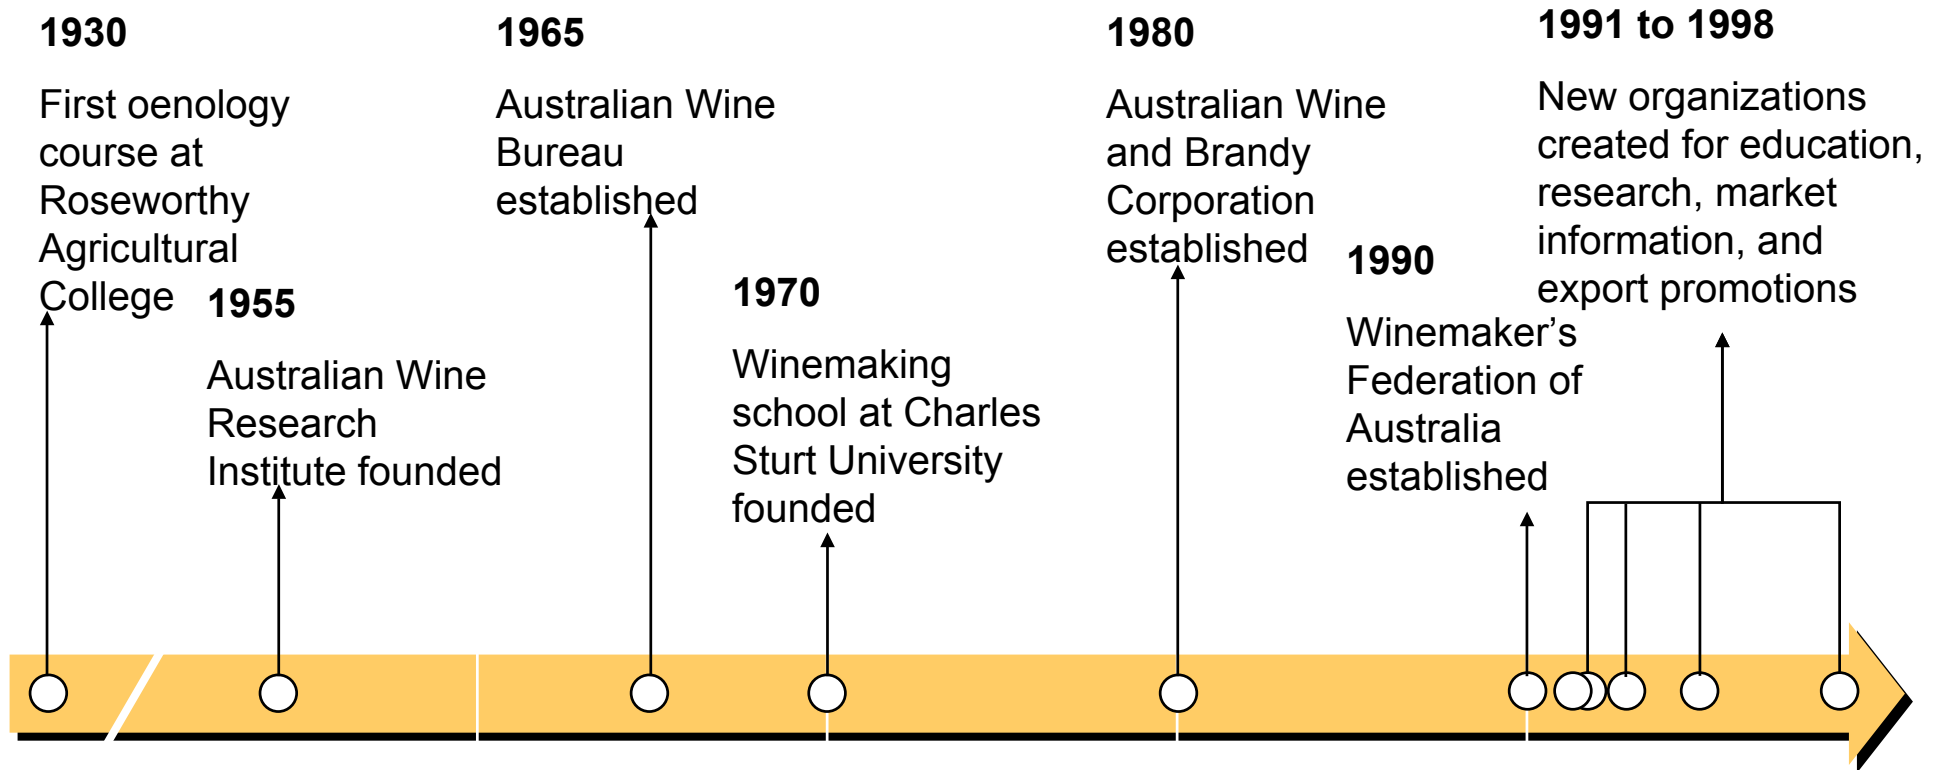 1930
First oenology
course at
Roseworthy
Agricultural
College
1955
Australian Wine
Research
Institute founded
1965
Australian Wine
Bureau
established
1970
Winemaking
school at Charles
Sturt University
founded
1980
Australian Wine
and Brandy
Corporation
established
1990
Winemaker’s
Federation of
Australia
established
1991 to 1998
New organizations
created for education,
research, market
information, and
export promotions